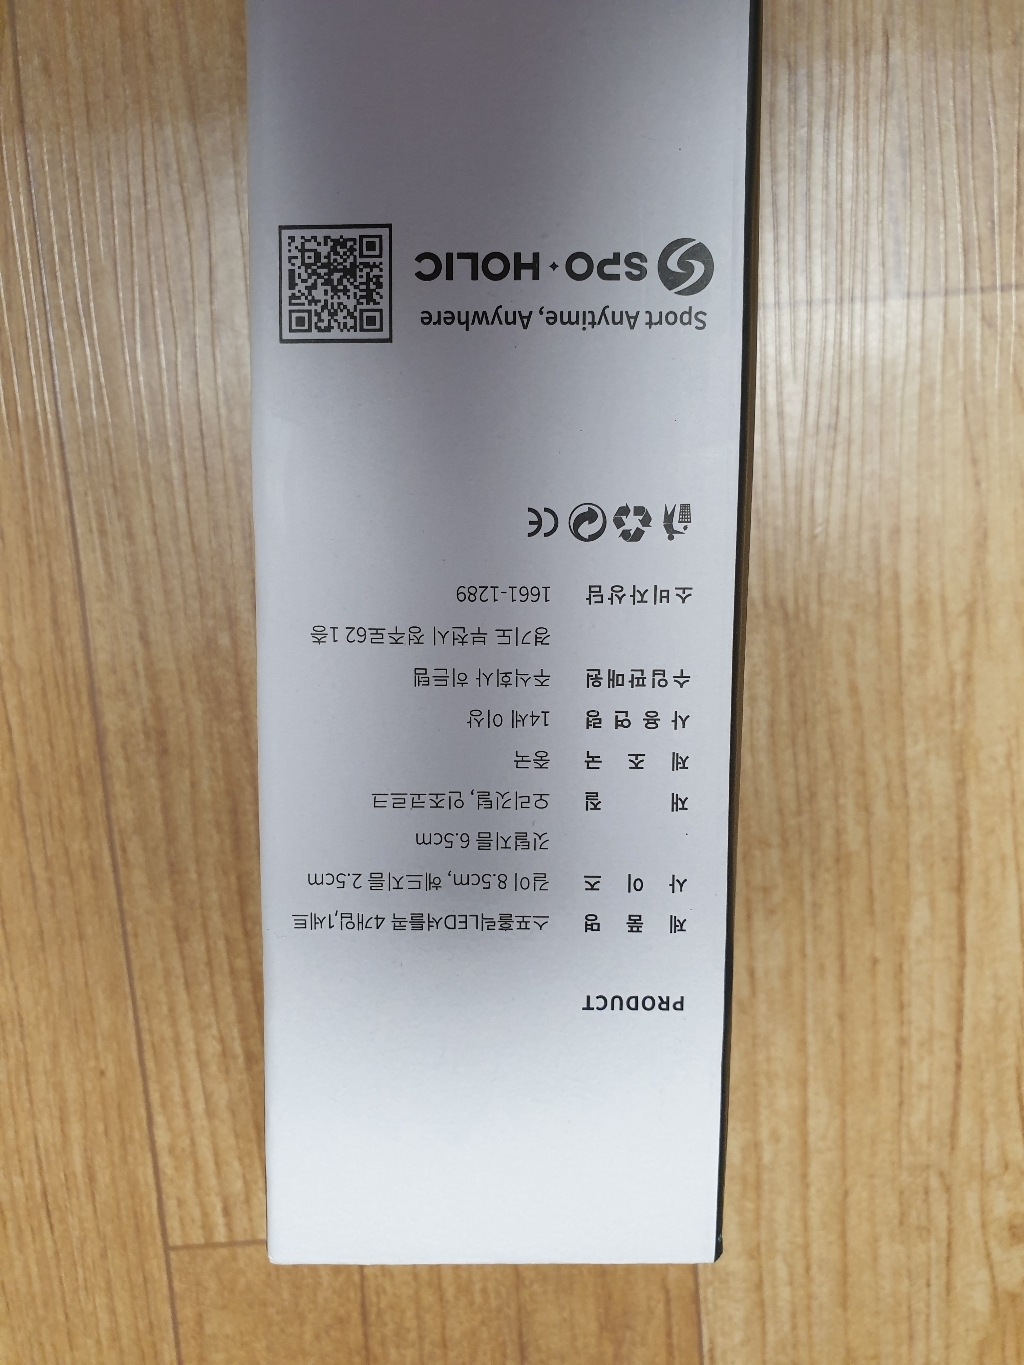 PRODUCT
제 품 명 스포홀릭LED셔틀콕 4개입,1세트
사 이 즈 길이 8.5cm, 헤드지름 2.5cm
깃털지름 6.5cm
재 질 오리깃털, 인조코르크
제 조 국 중국
사 용 연 령 14세 이상
수입판매원 주식회사 히든템
경기도 부천시 정주로62 1층
소비자상담 1661-1289
CE
Sport Anytime, Anywhere
SPO·HOLIC